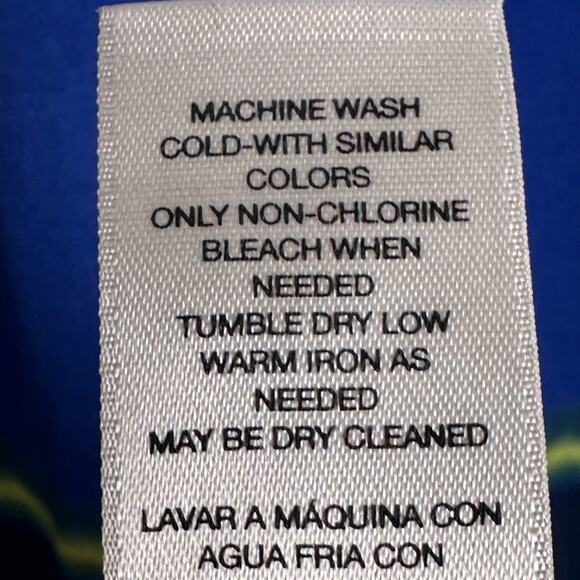 MACHINE WASH
COLD-WITH SIMILAR
COLORS
ONLY NON-CHLORINE
BLEACH WHEN
NEEDED
TUMBLE DRY LOW
WARM IRON AS
NEEDED
MAY BE DRY CLEANED
LAVAR A MÁQUINA CON
AGUA FRIA CON